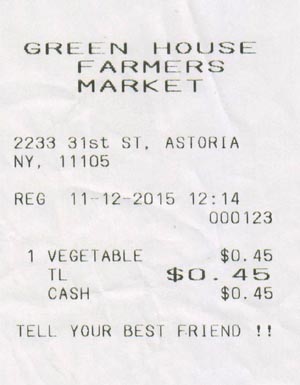 GREEN HOUSE
FARMERS
MARKET
2233 31st ST, ASTORIA
NY, 11105
REG 11-12-2015 12:14
000123
1 VEGETABLE $0.45
TL $0.45
CASH $0.45
TELL YOUR BEST FRIEND !!